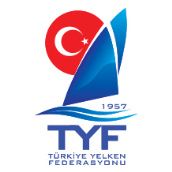 1957
TYF
TÜRKİYE YELKEN
FEDERASYONU